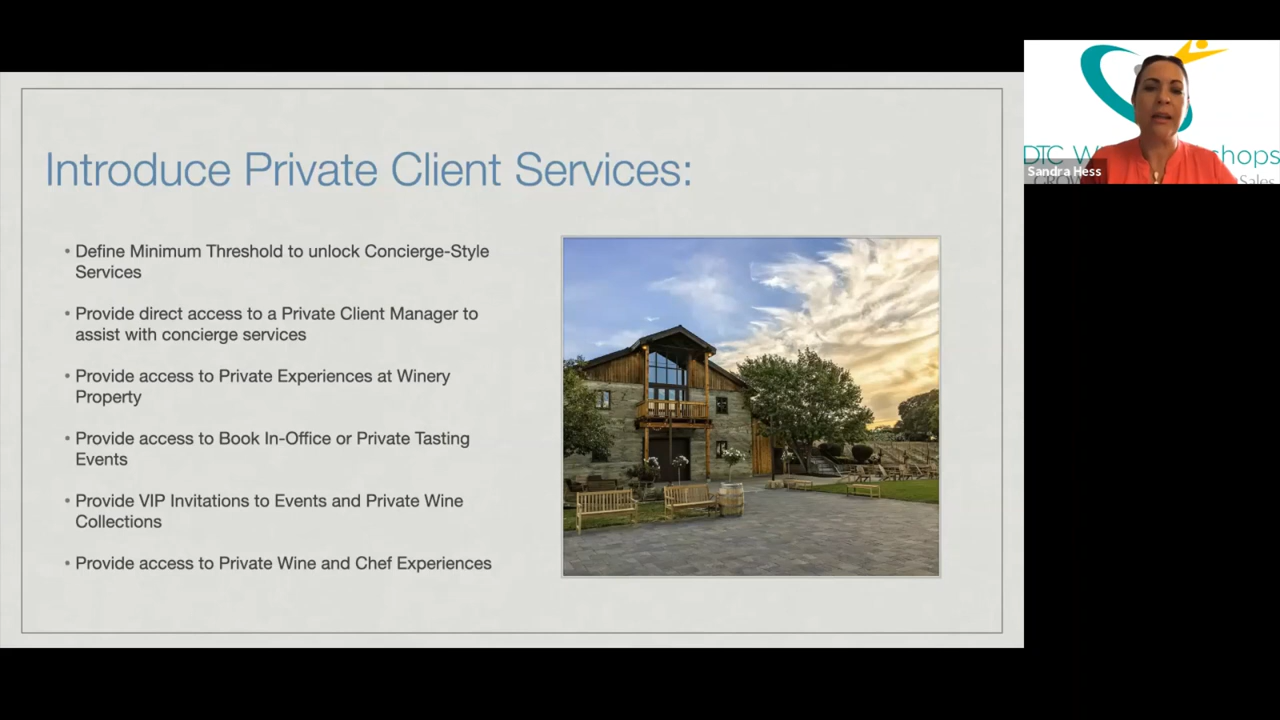 Introduce Private Client Services:
• Define Minimum Threshold to unlock Concierge-Style
Services
• Provide direct access to a Private Client Manager to
assist with concierge services
• Provide access to Private Experiences at Winery
Property
• Provide access to Book In-Office or Private Tasting
Events
• Provide VIP Invitations to Events and Private Wine
Collections
• Provide access to Private Wine and Chef Experiences
DTC W shops
Sandra Hess
Sales